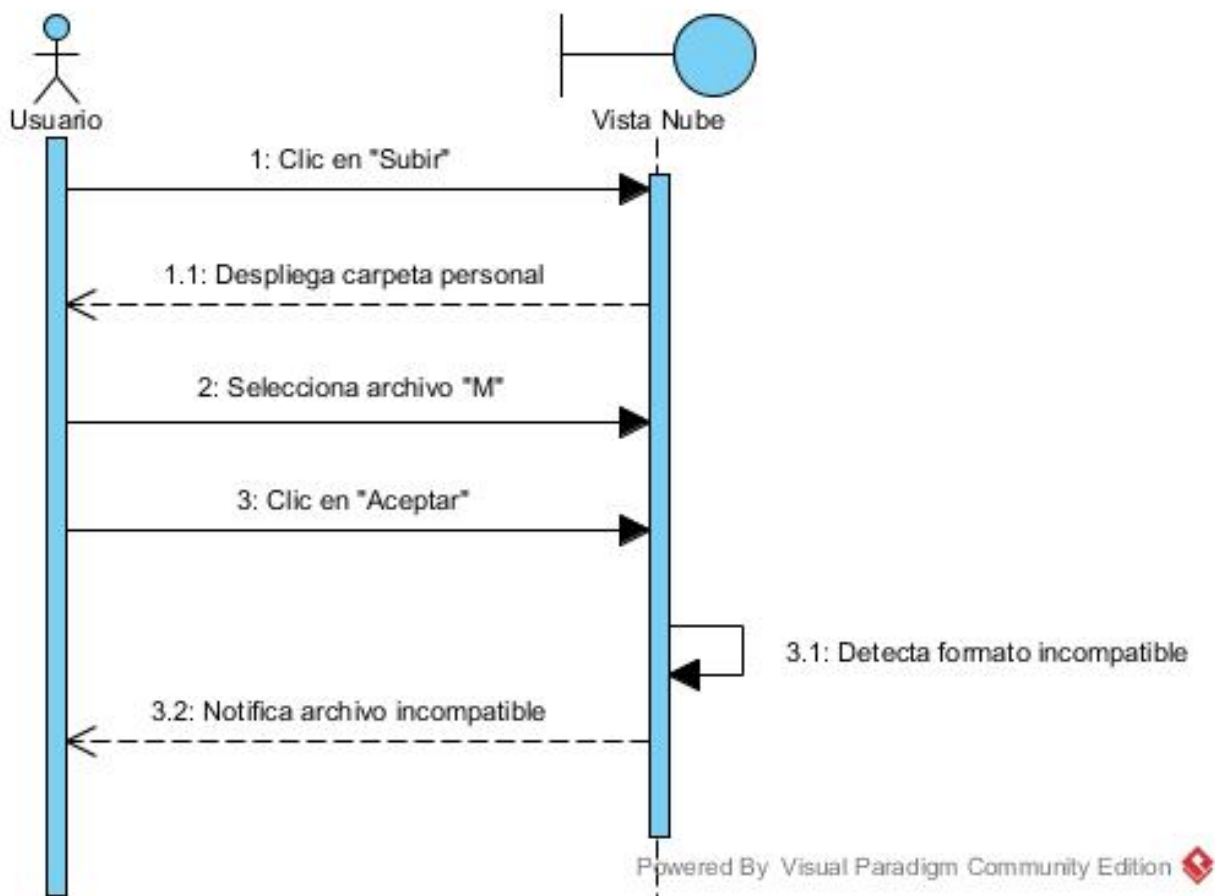 Usuario
Vista Nube
1: Clic en "Subir"
1.1: Despliega carpeta personal
2: Selecciona archivo "M"
3: Clic en "Aceptar"
3.1: Detecta formato incompatible
3.2: Notifica archivo incompatible
Powered By Visual Paradigm Community Edition